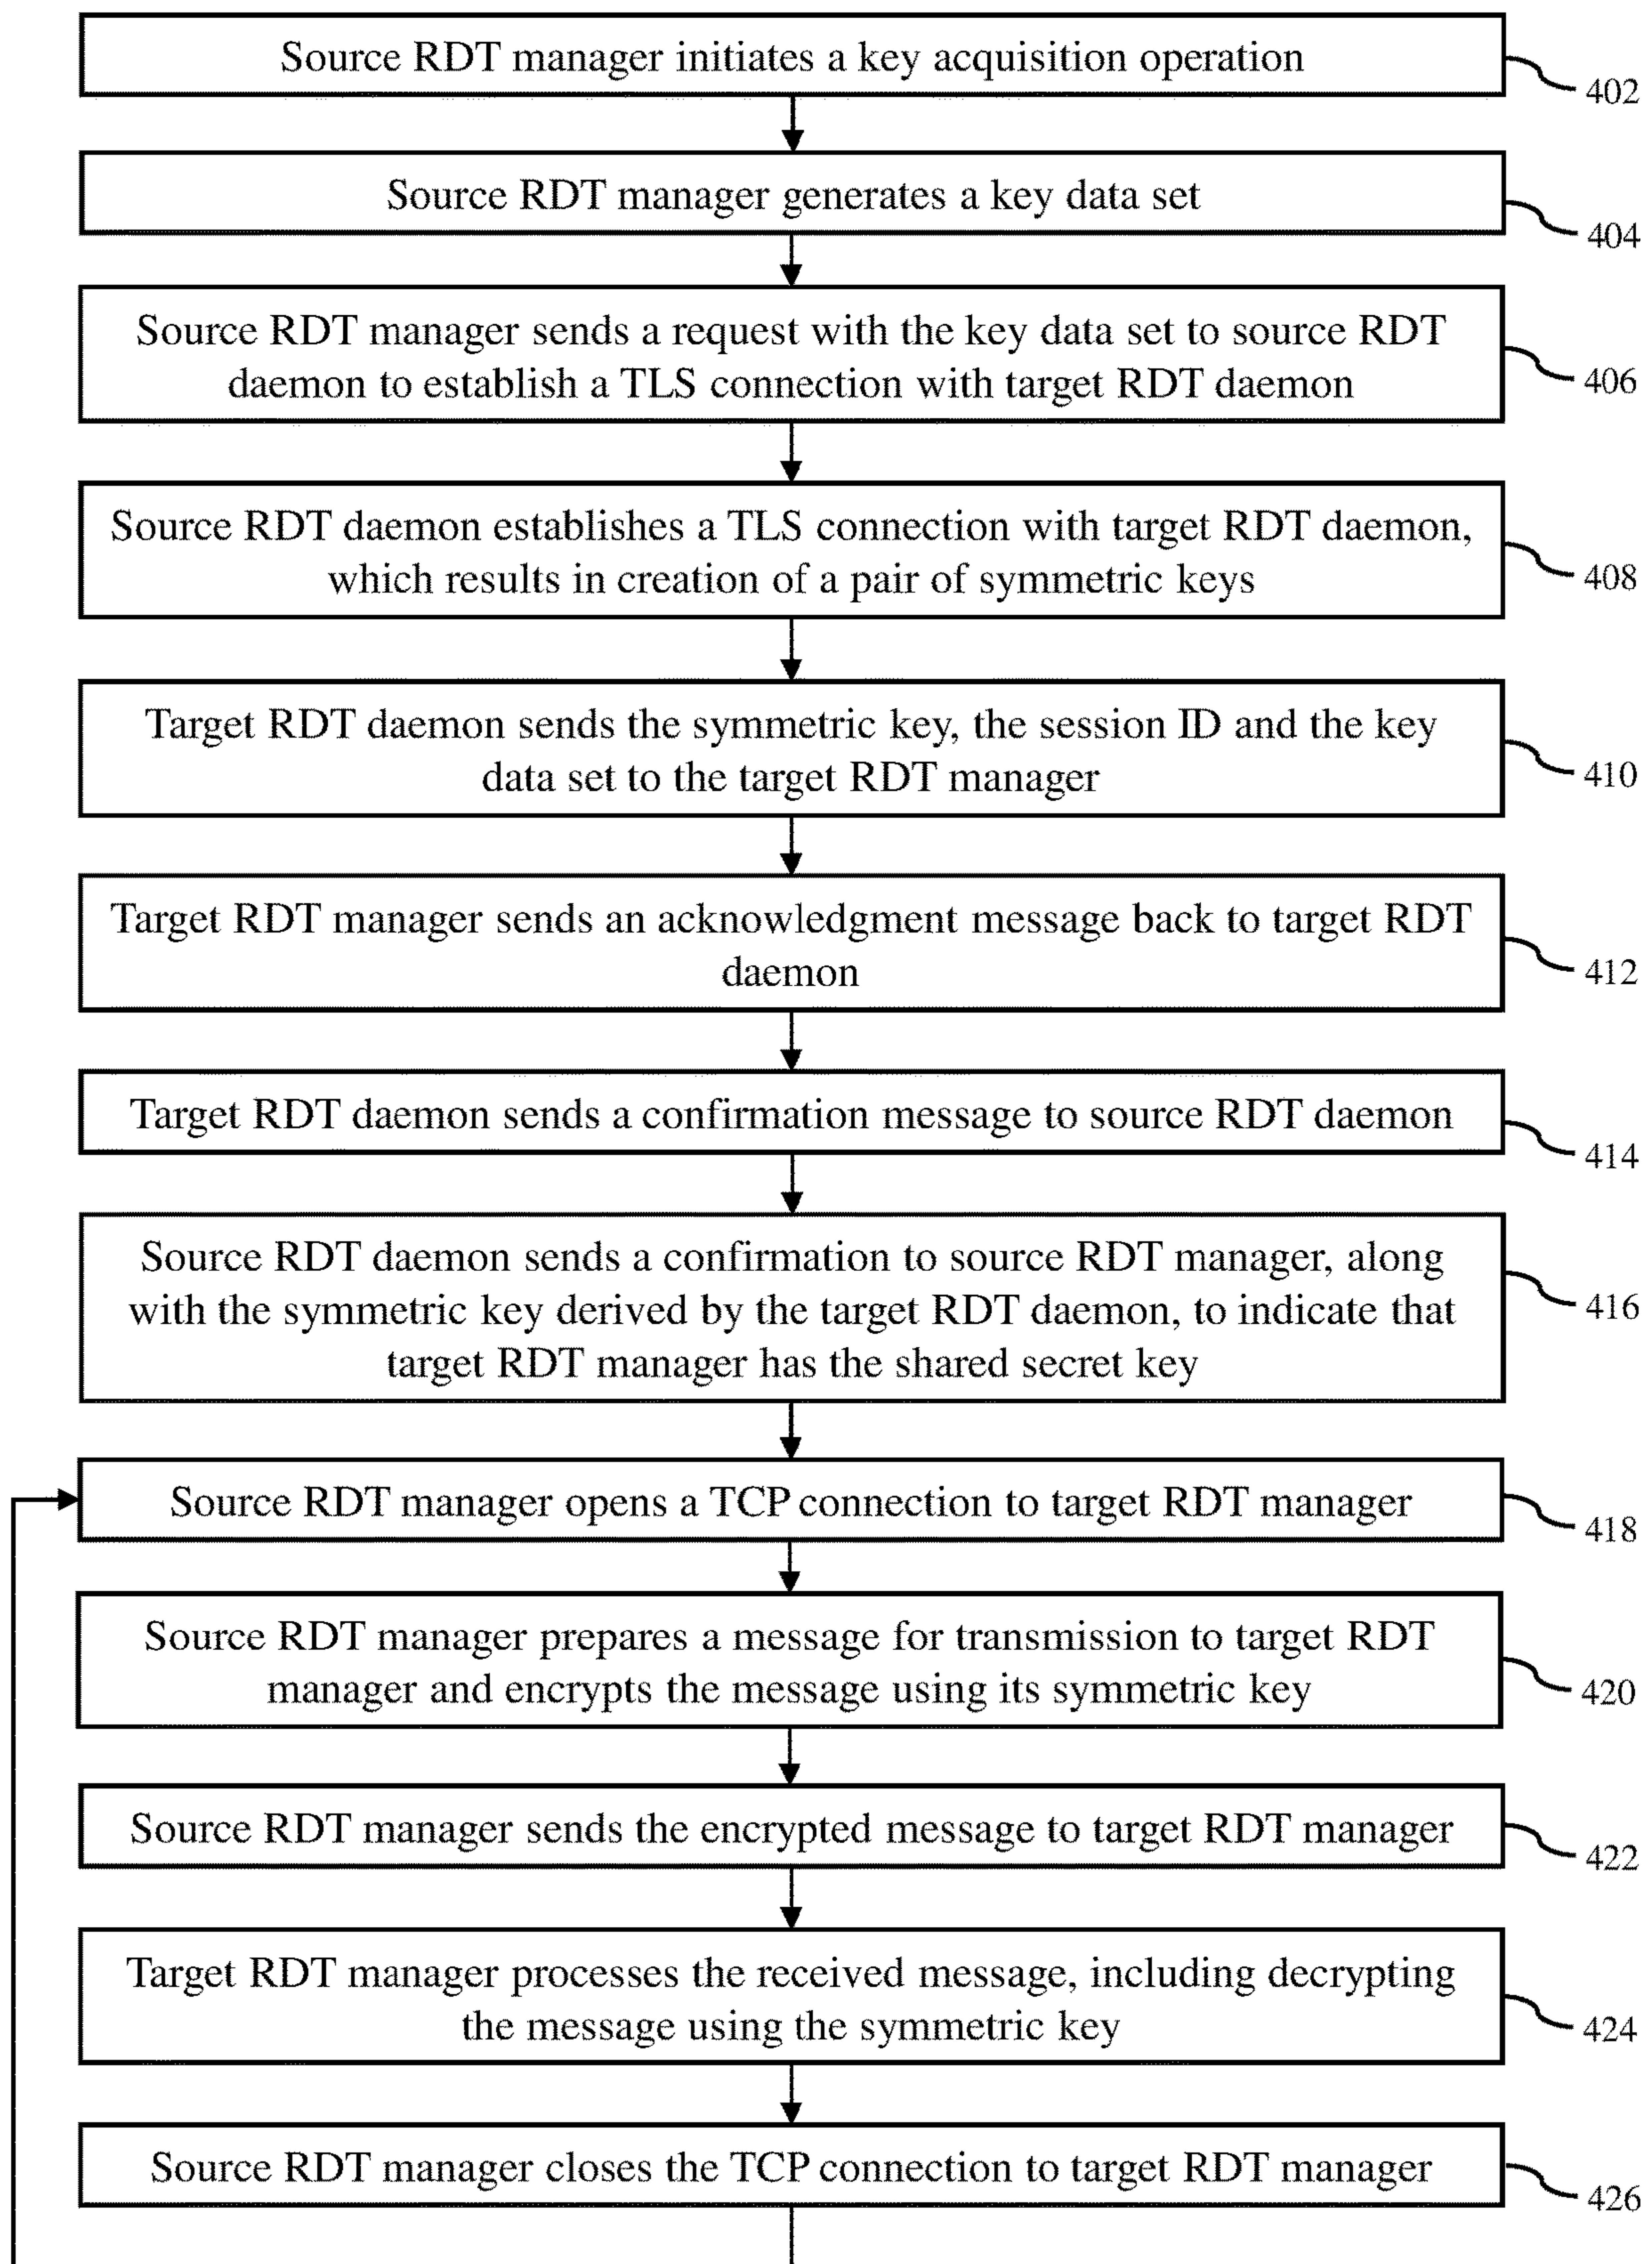 Source RDT manager initiates a key acquisition operation
402
Source RDT manager generates a key data set
404
Source RDT manager sends a request with the key data set to source RDT
daemon to establish a TLS connection with target RDT daemon
406
Source RDT daemon establishes a TLS connection with target RDT daemon,
which results in creation of a pair of symmetric keys
408
Target RDT daemon sends the symmetric key, the session ID and the key
data set to the target RDT manager
410
Target RDT manager sends an acknowledgment message back to target RDT
daemon
412
Target RDT daemon sends a confirmation message to source RDT daemon
414
Source RDT daemon sends a confirmation to source RDT manager, along
with the symmetric key derived by the target RDT daemon, to indicate that
target RDT manager has the shared secret key
416
Source RDT manager opens a TCP connection to target RDT manager
418
Source RDT manager prepares a message for transmission to target RDT
manager and encrypts the message using its symmetric key
420
Source RDT manager sends the encrypted message to target RDT manager
422
Target RDT manager processes the received message, including decrypting
the message using the symmetric key
424
Source RDT manager closes the TCP connection to target RDT manager
426